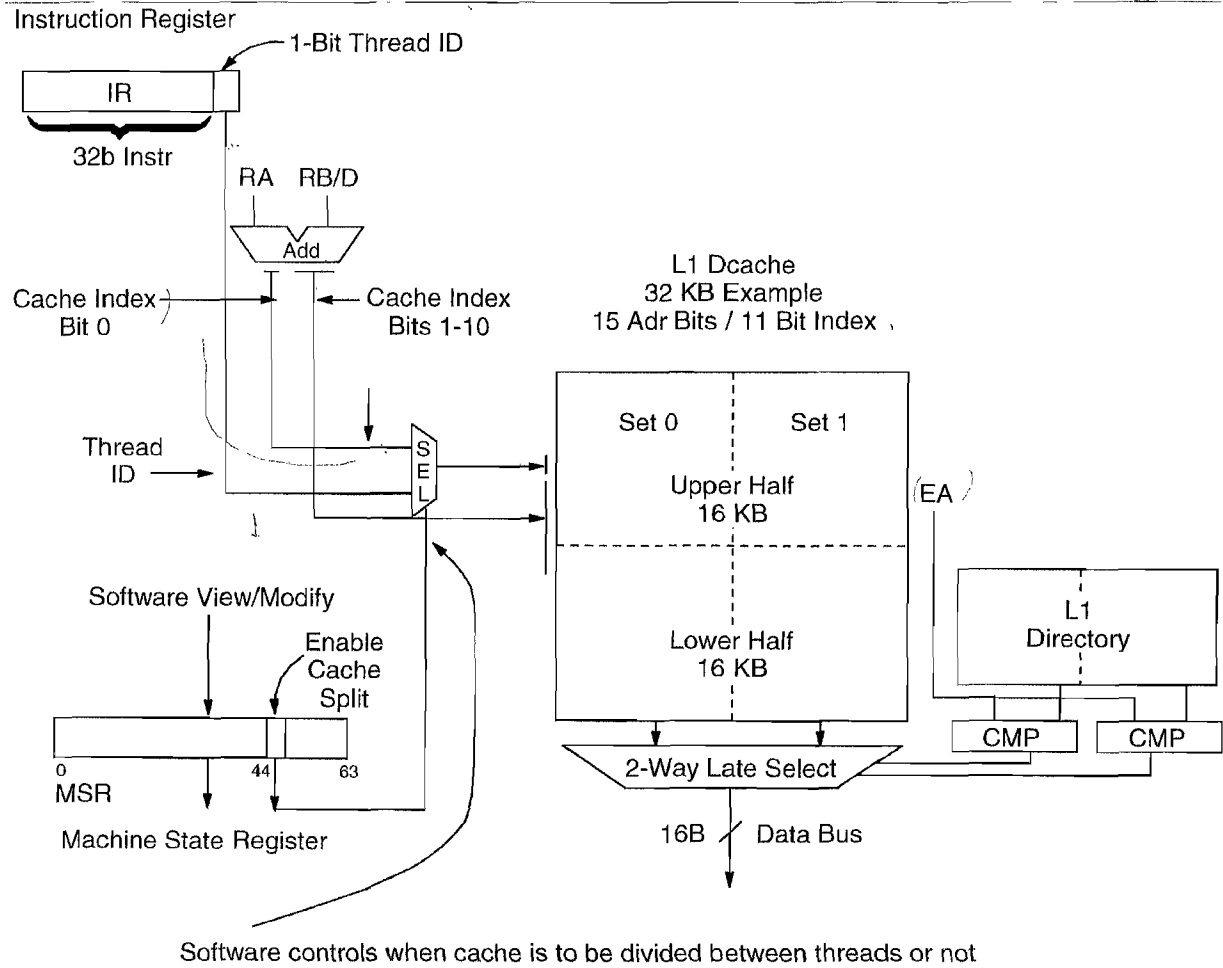 Instruction Register
1-Bit Thread ID
IR
32b Instr
RA RB/D
Add
Cache Index
Bit 0
Cache Index
Bits 1-10
L1 Dcache
32 KB Example
15 Adr Bits / 11 Bit Index
Thread
ID
S
E
L
Set 0
Set 1
Upper Half
16 KB
Lower Half
16 KB
EA
L1
Directory
CMP
CMP
2-Way Late Select
16B
Data Bus
Software View/Modify
Enable
Cache
Split
0
44
63
MSR
Machine State Register
Software controls when cache is to be divided between threads or not